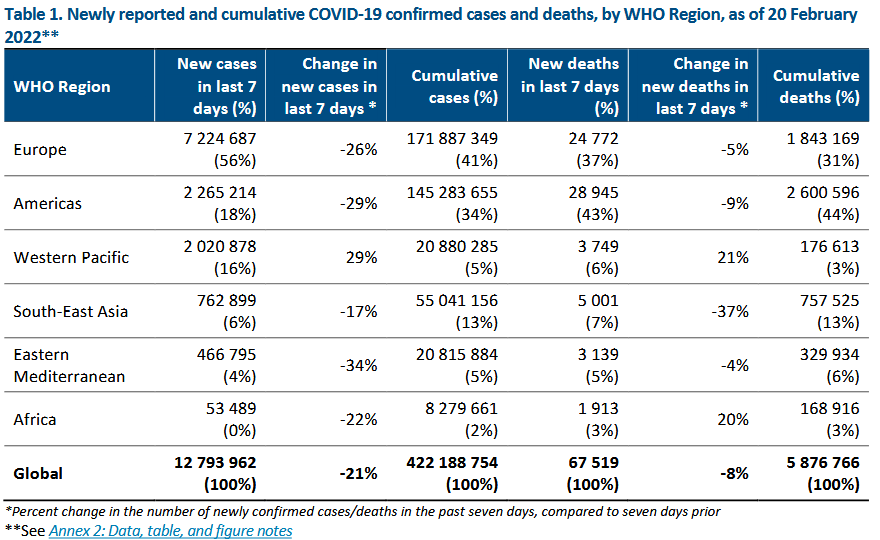 Table 1. Newly reported and cumulative COVID-19 confirmed cases and deaths, by WHO Region, as of 20 February
2022**
WHO Region New cases in last 7 days (%) Change in new cases in last 7 days * Cumulative cases (%) New deaths in last 7 days (%) Change in new deaths in last 7 days * Cumulative deaths (%)
Europe 7 224 687 (56%) -26% 171 887 349 (41%) 24 772 (37%) -5% 1 843 169 (31%)
Americas 2 265 214 (18%) -29% 145 283 655 (34%) 28 945 (43%) -9% 2 600 596 (44%)
Western Pacific 2 020 878 (16%) 29% 20 880 285 (5%) 3 749 (6%) 21% 176 613 (3%)
South-East Asia 762 899 (6%) -17% 55 041 156 (13%) 5 001 (7%) -37% 757 525 (13%)
Eastern Mediterranean 466 795 (4%) -34% 20 815 884 (5%) 3 139 (5%) -4% 329 934 (6%)
Africa 53 489 (0%) -22% 8 279 661 (2%) 1 913 (3%) 20% 168 916 (3%)
Global 12 793 962 (100%) -21% 422 188 754 (100%) 67 519 (100%) -8% 5 876 766 (100%)
*Percent change in the number of newly confirmed cases/deaths in the past seven days, compared to seven days prior
**See Annex 2: Data, table, and figure notes